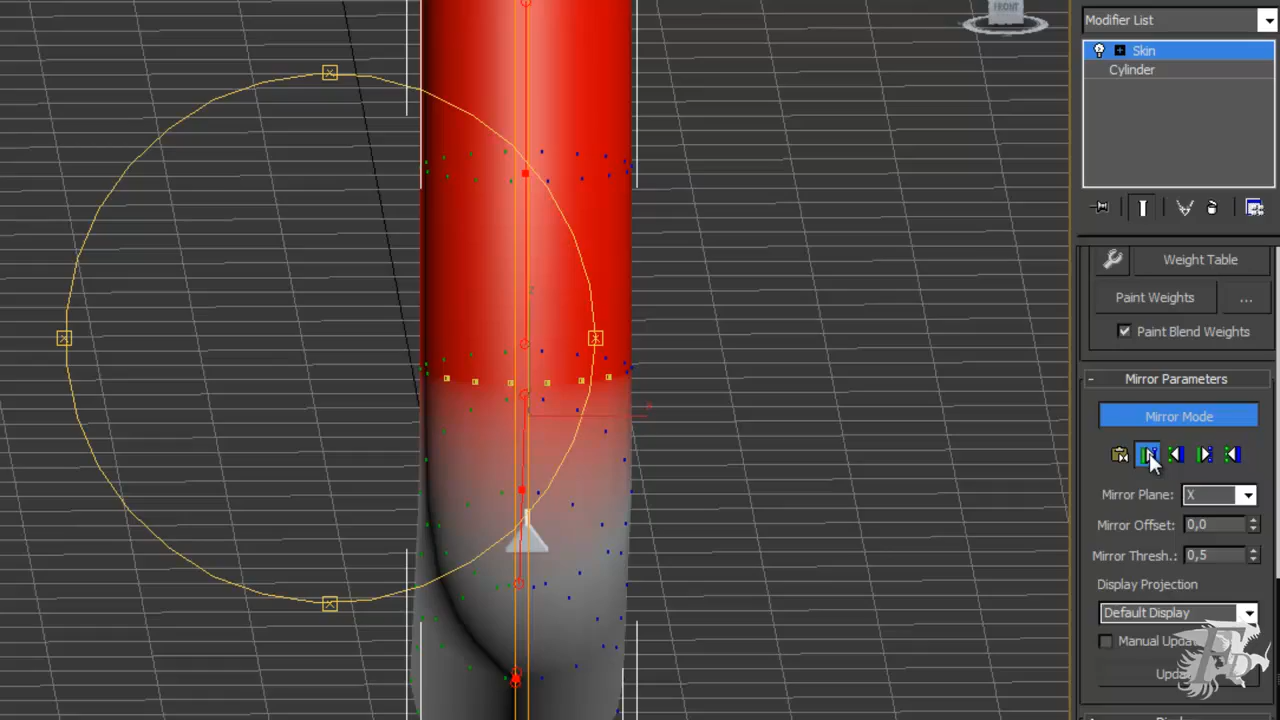 FRONT
Modifier List
Skin
Cylinder
Weight Table
Paint Weights
...
Paint Blend Weights
Mirror Parameters
Mirror Mode
Mirror Plane: X
Mirror Offset: 0,0
Mirror Thresh.: 0,5
Display Projection
Default Display
Manual
z
x